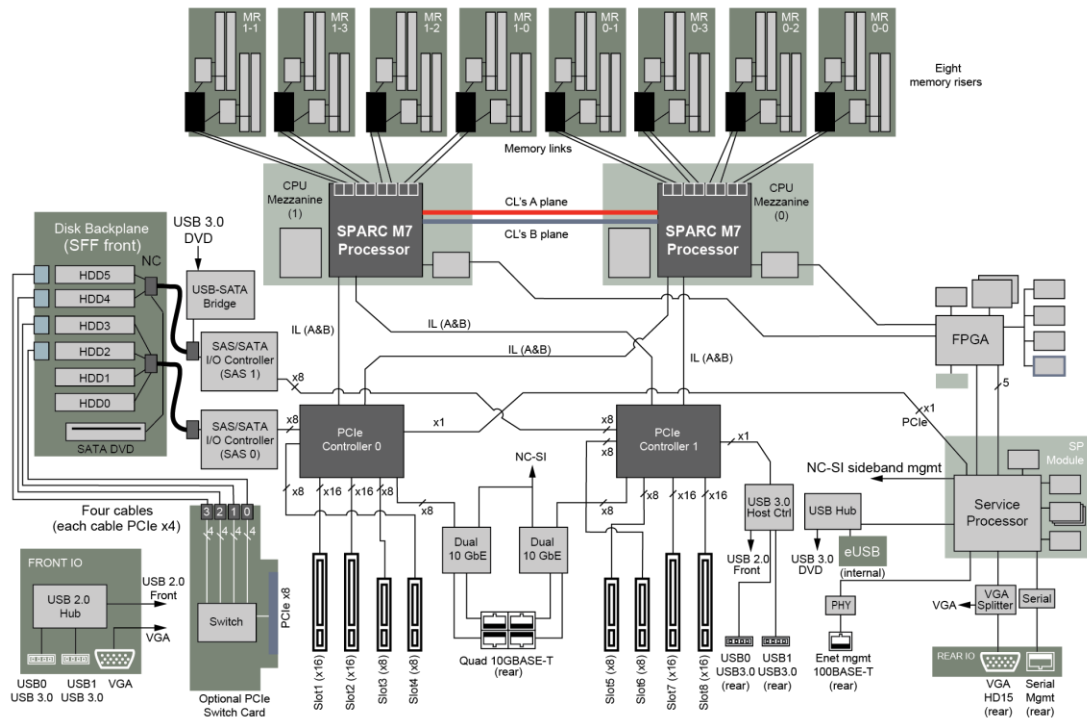 MR
1-1
MR
1-3
MR
1-2
MR
1-0
MR
0-1
MR
0-3
MR
0-2
MR
0-0
Eight
memory risers
Memory links
CPU
Mezzanine
(1)
SPARC M7
Processor
CL's A plane
CL's B plane
SPARC M7
Processor
CPU
Mezzanine
(0)
Disk Backplane
(SFF front)
NC
HDD5
HDD4
HDD3
HDD2
HDD1
HDD0
SATA DVD
USB 3.0
DVD
USB-SATA
Bridge
SAS/SATA
I/O Controller
(SAS 1)
SAS/SATA
I/O Controller
(SAS 0)
IL (A&B)
IL (A&B)
IL (A&B)
IL (A&B)
FPGA
5
x8
x8
PCIe
Controller 0
x1
x8
x8
PCIe
Controller 1
x1
x1
PCIe
x8
x16
x16
x8
x8
x8
x8
x16
x16
NC-SI
Dual
10 GbE
Dual
10 GbE
USB 3.0
Host Ctrl
USB 2.0
Front
NC-SI sideband mgmt
SP
Module
Service
Processor
USB Hub
USB 3.0
DVD
eUSB
(internal)
Four cables
(each cable PCIe x4)
3 2 1 0
4 4 4 4
Switch
PCIe x8
Optional PCIe
Switch Card
FRONT IO
USB 2.0
Hub
USB 2.0
Front
VGA
USB0
USB 3.0
USB1
USB 3.0
VGA
Slot1 (x16)
Slot2 (x16)
Slot3 (x8)
Slot4 (x8)
Quad 10GBASE-T
(rear)
Slot5 (x8)
Slot6 (x8)
Slot7 (x16)
Slot8 (x16)
USB0
USB3.0
(rear)
USB1
USB3.0
(rear)
PHY
Enet mgmt
100BASE-T
(rear)
VGA
VGA
Splitter
Serial
REAR IO
VGA
HD15
(rear)
Serial
Mgmt
(rear)